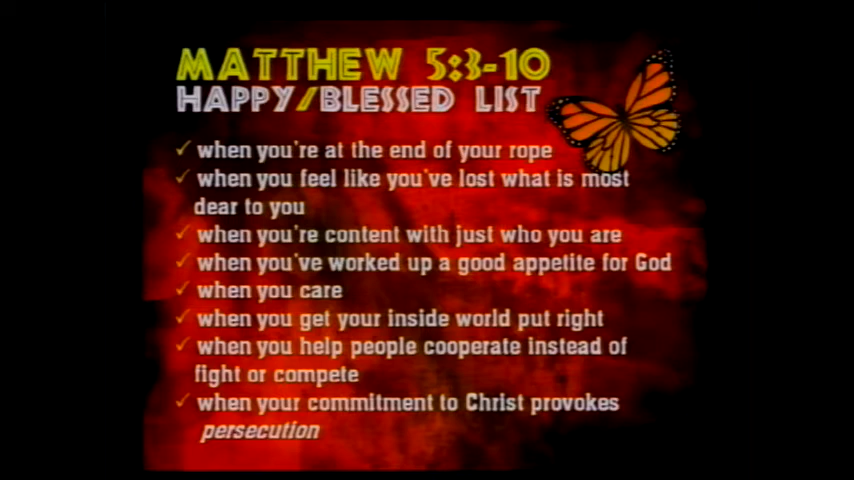 MATTHEW 5:3-10
HAPPY/BLESSED LIST
✓ when you're at the end of your rope
✓ when you feel like you've lost what is most
dear to you
✓ when you're content with just who you are
✓ when you've worked up a good appetite for God
✓ when you care
✓ when you get your inside world put right
✓ when you help people cooperate instead of
fight or compete
✓ when your commitment to Christ provokes
persecution